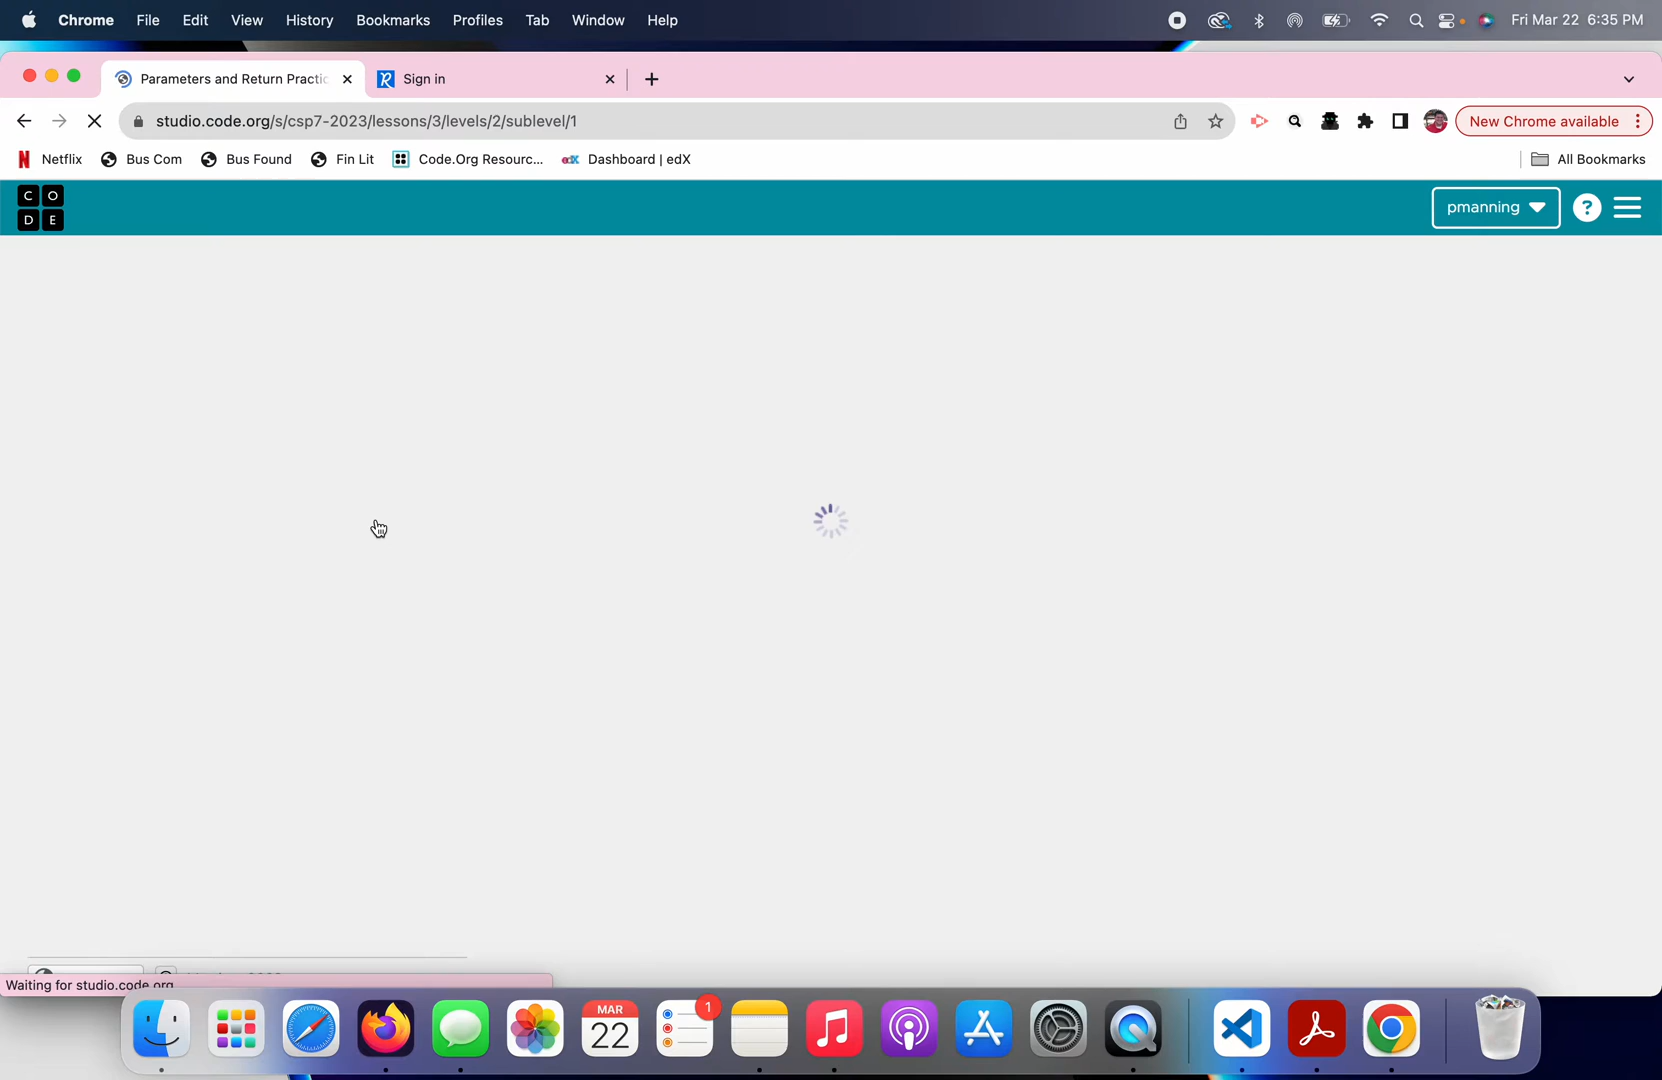 Chrome File Edit View History Bookmarks Profiles Tab Window Help Fri Mar 22 6:35 PM
Parameters and Return Practic Sign in
studio.code.org/s/csp7-2023/lessons/3/levels/2/sublevel/1 New Chrome available
Netflix Bus Com Bus Found Fin Lit Code.Org Resourc... edX Dashboard | edX All Bookmarks
C O
D E
pmanning ?
Waiting for studio.code.org
MAR
22
1